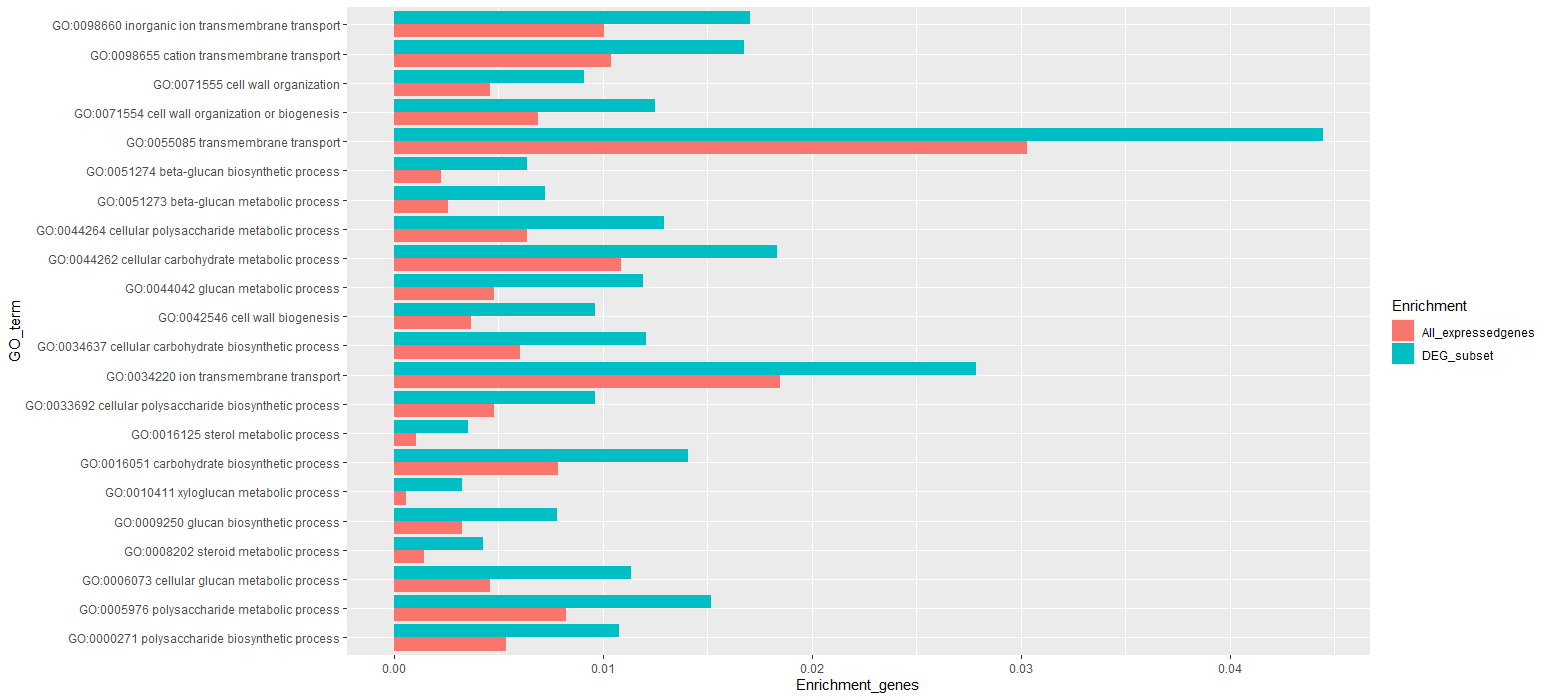 GO:0098660 inorganic ion transmembrane transport
GO:0098655 cation transmembrane transport
GO:0071555 cell wall organization
GO:0071554 cell wall organization or biogenesis
GO:0055085 transmembrane transport
GO:0051274 beta-glucan biosynthetic process
GO:0051273 beta-glucan metabolic process
GO:0044264 cellular polysaccharide metabolic process
GO:0044262 cellular carbohydrate metabolic process
GO:0044042 glucan metabolic process
GO:0042546 cell wall biogenesis
GO:0034637 cellular carbohydrate biosynthetic process
GO:0034220 ion transmembrane transport
GO:0033692 cellular polysaccharide biosynthetic process
GO:0016125 sterol metabolic process
GO:0016051 carbohydrate biosynthetic process
GO:0010411 xyloglucan metabolic process
GO:0009250 glucan biosynthetic process
GO:0008202 steroid metabolic process
GO:0006073 cellular glucan metabolic process
GO:0005976 polysaccharide metabolic process
GO:0000271 polysaccharide biosynthetic process
GO_term
0.00 0.01 0.02 0.03 0.04
Enrichment_genes
Enrichment
All_expressedgenes
DEG_subset